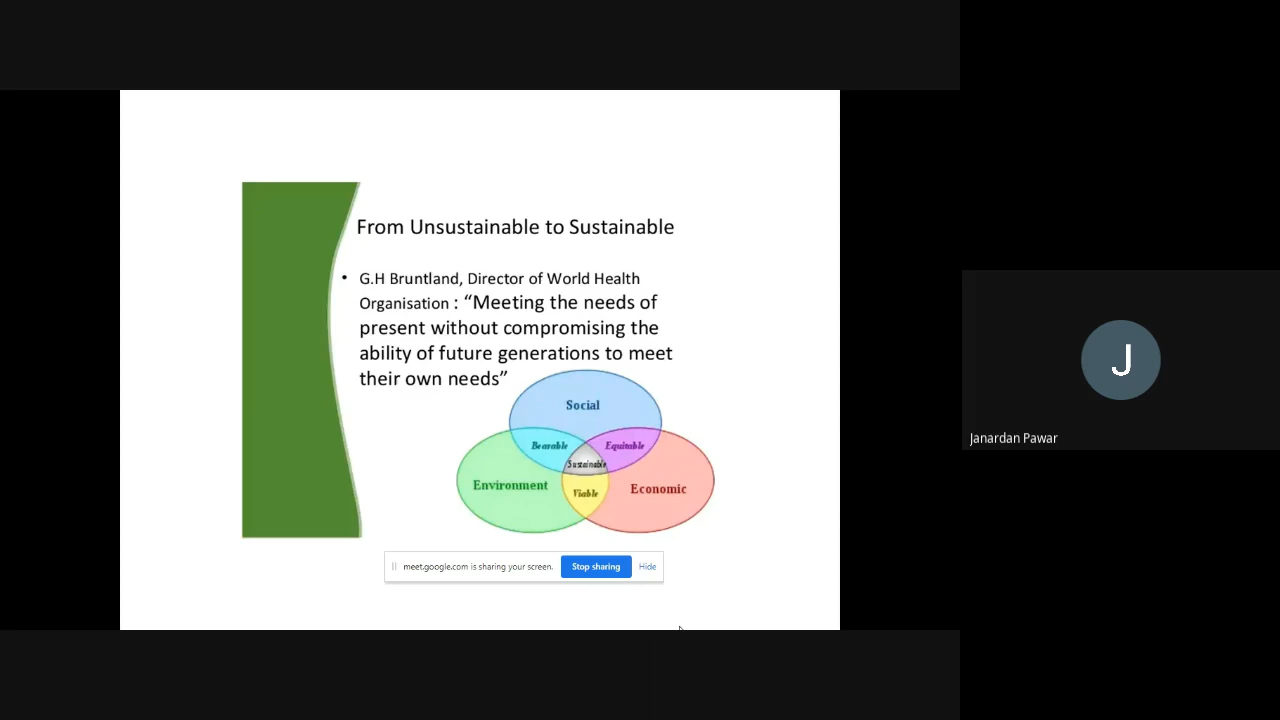 From Unsustainable to Sustainable
• G.H Bruntland, Director of World Health
Organisation : “Meeting the needs of
present without compromising the
ability of future generations to meet
their own needs”
Social
Bearable
Equitable
Sustainable
Environment
Viable
Economic
meet.google.com is sharing your screen.
Stop sharing
Hide
J
Janardan Pawar